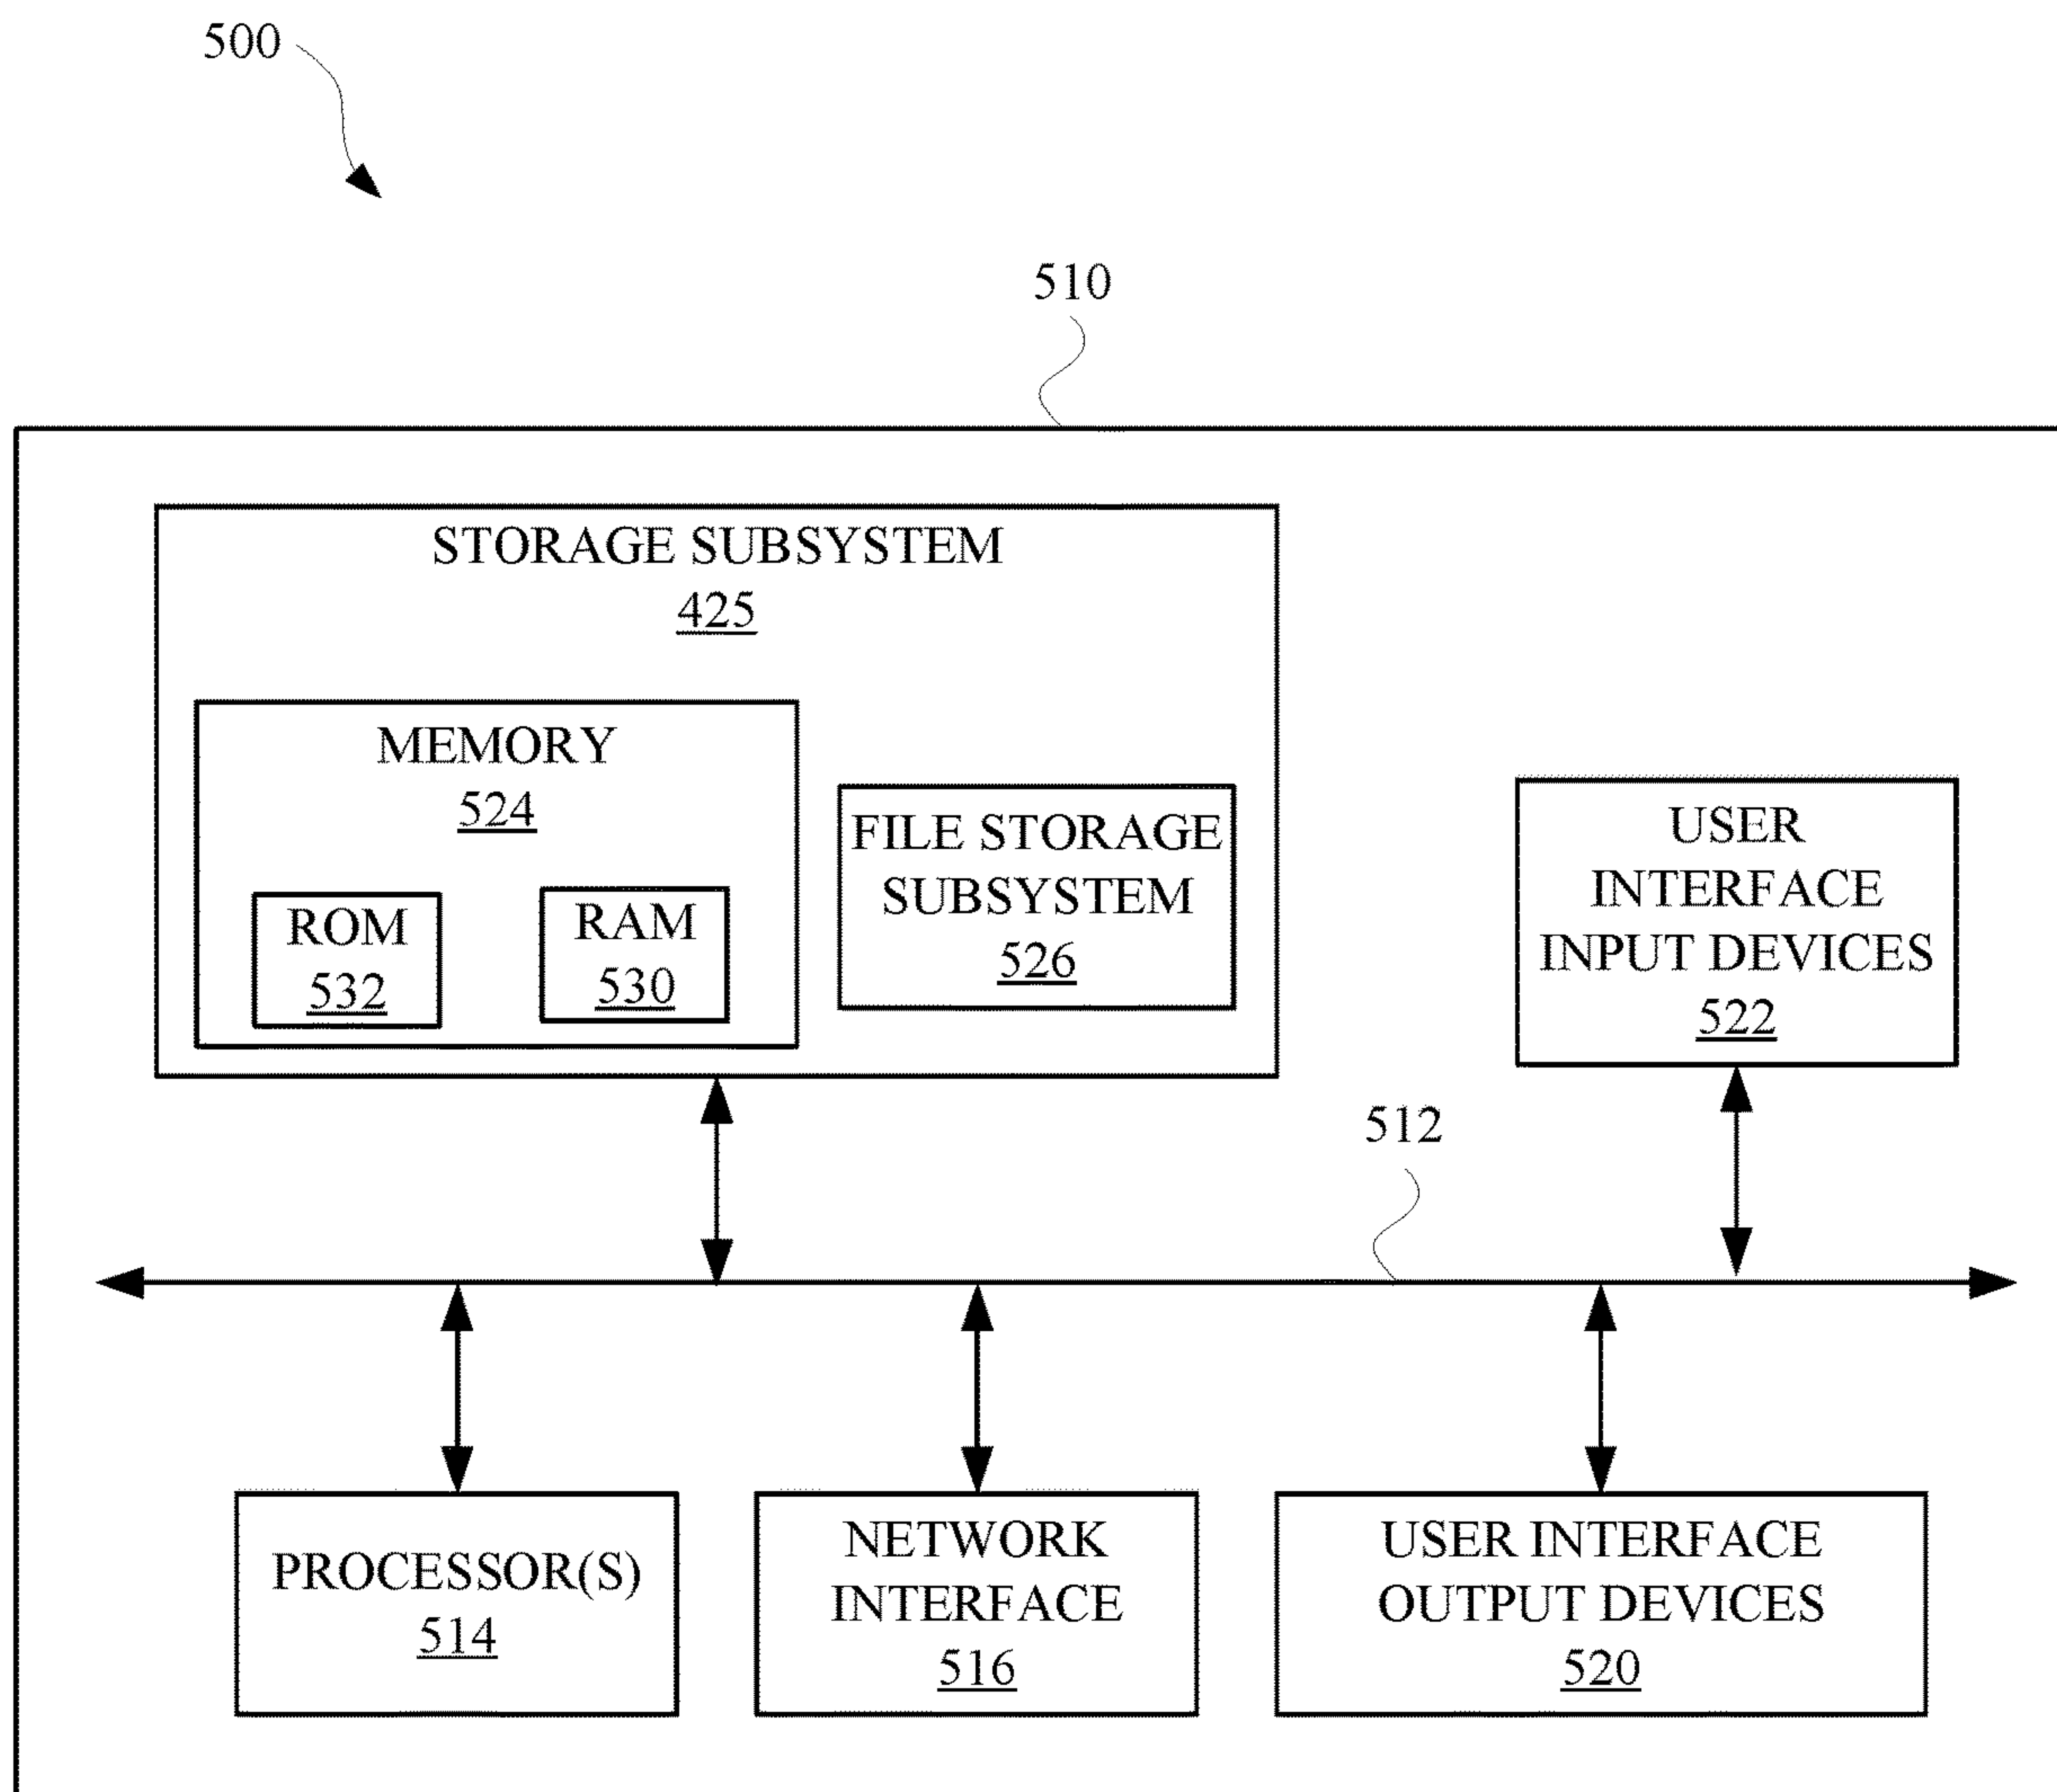 500
510
STORAGE SUBSYSTEM
425
MEMORY
524
ROM
532
RAM
530
FILE STORAGE
SUBSYSTEM
526
USER
INTERFACE
INPUT DEVICES
522
512
PROCESSOR(S)
514
NETWORK
INTERFACE
516
USER INTERFACE
OUTPUT DEVICES
520